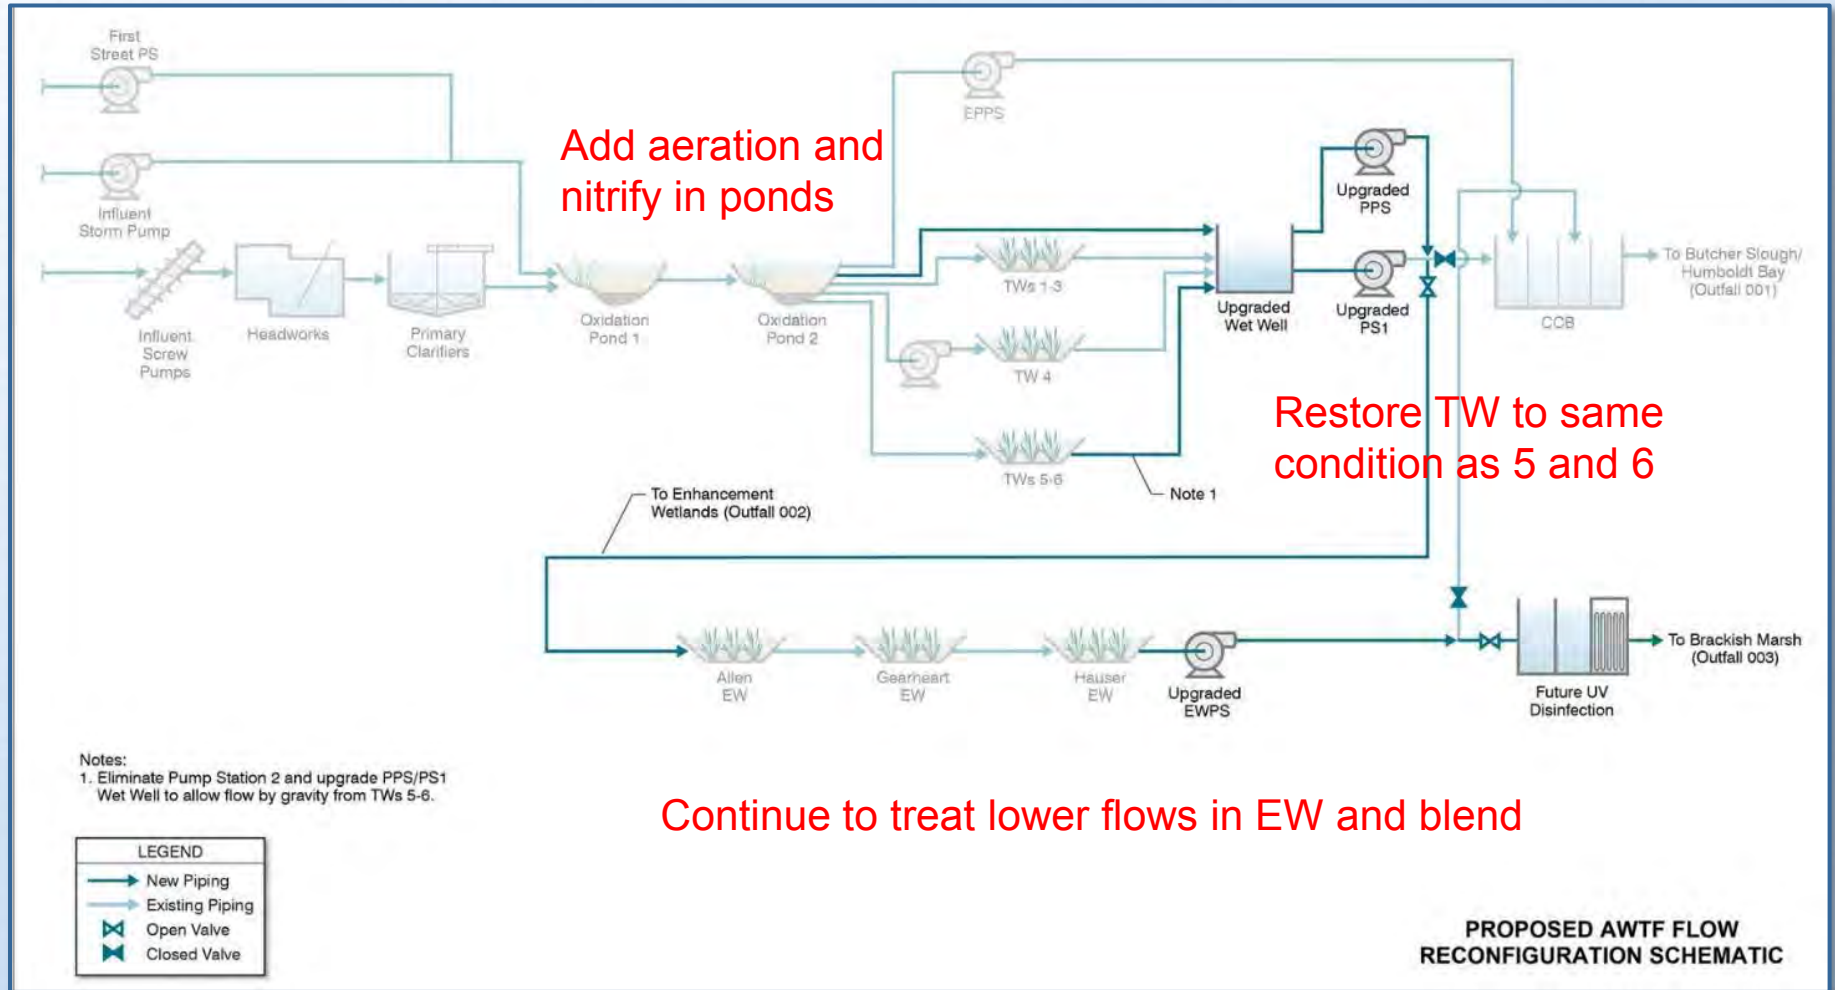 First
Street PS
Influent
Storm Pump
Influent
Screw
Pumps
Headworks
Primary
Clarifiers
Add aeration and
nitrify in ponds
Oxidation
Pond 1
Oxidation
Pond 2
EPPS
TWs 1-3
TW 4
TWs 5-6
Upgraded
Wet Well
Upgraded
PPS
Upgraded
PS1
CCB
To Butcher Slough/
Humboldt Bay
(Outfall 001)
Restore TW to same
condition as 5 and 6
Note 1
To Enhancement
Wetlands (Outfall 002)
Allen
EW
Gearheart
EW
Hauser
EW
Upgraded
EWPS
Future UV
Disinfection
To Brackish Marsh
(Outfall 003)
Notes:
1. Eliminate Pump Station 2 and upgrade PPS/PS1
Wet Well to allow flow by gravity from TWs 5-6.
Continue to treat lower flows in EW and blend
LEGEND
New Piping
Existing Piping
Open Valve
Closed Valve
PROPOSED AWTF FLOW
RECONFIGURATION SCHEMATIC